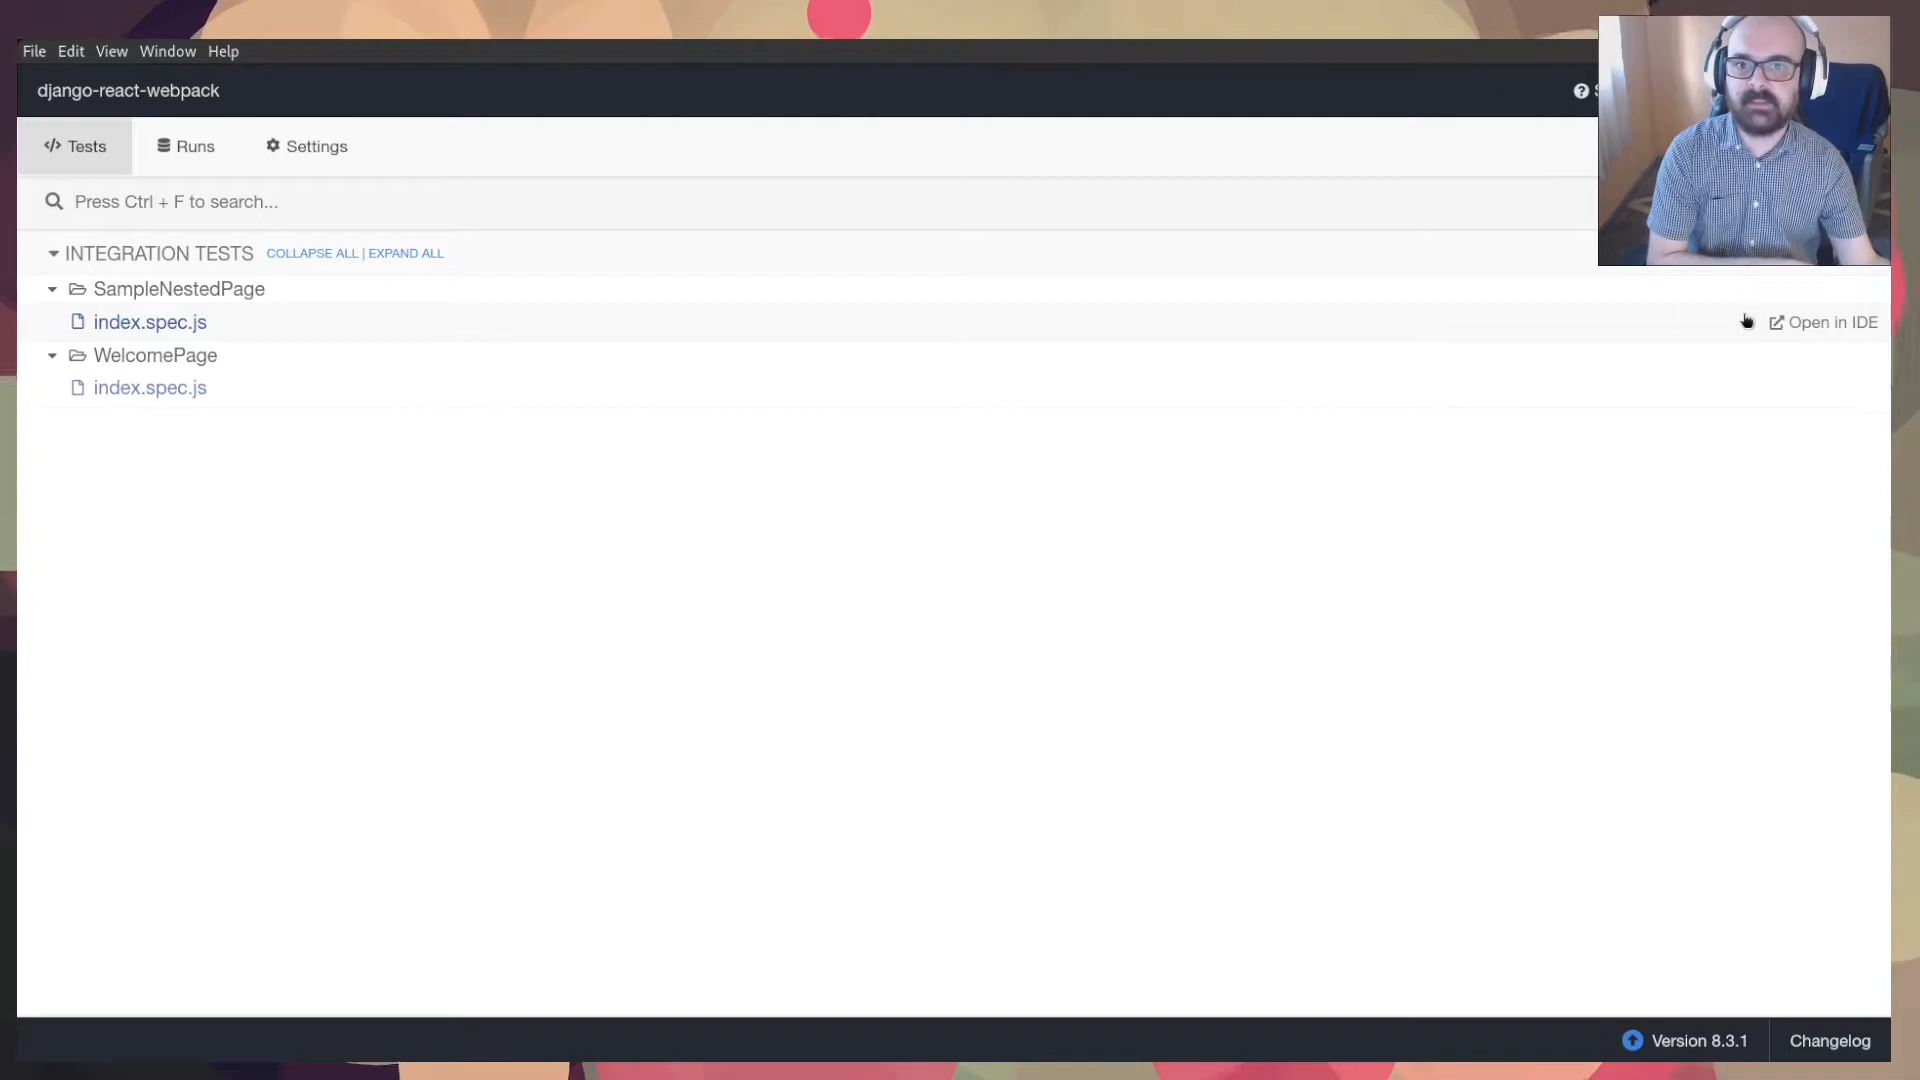 File Edit View Window Help
django-react-webpack
Tests Runs Settings
Press Ctrl + F to search...
INTEGRATION TESTS COLLAPSE ALL | EXPAND ALL
SampleNestedPage
index.spec.js Open in IDE
WelcomePage
index.spec.js
Version 8.3.1 Changelog